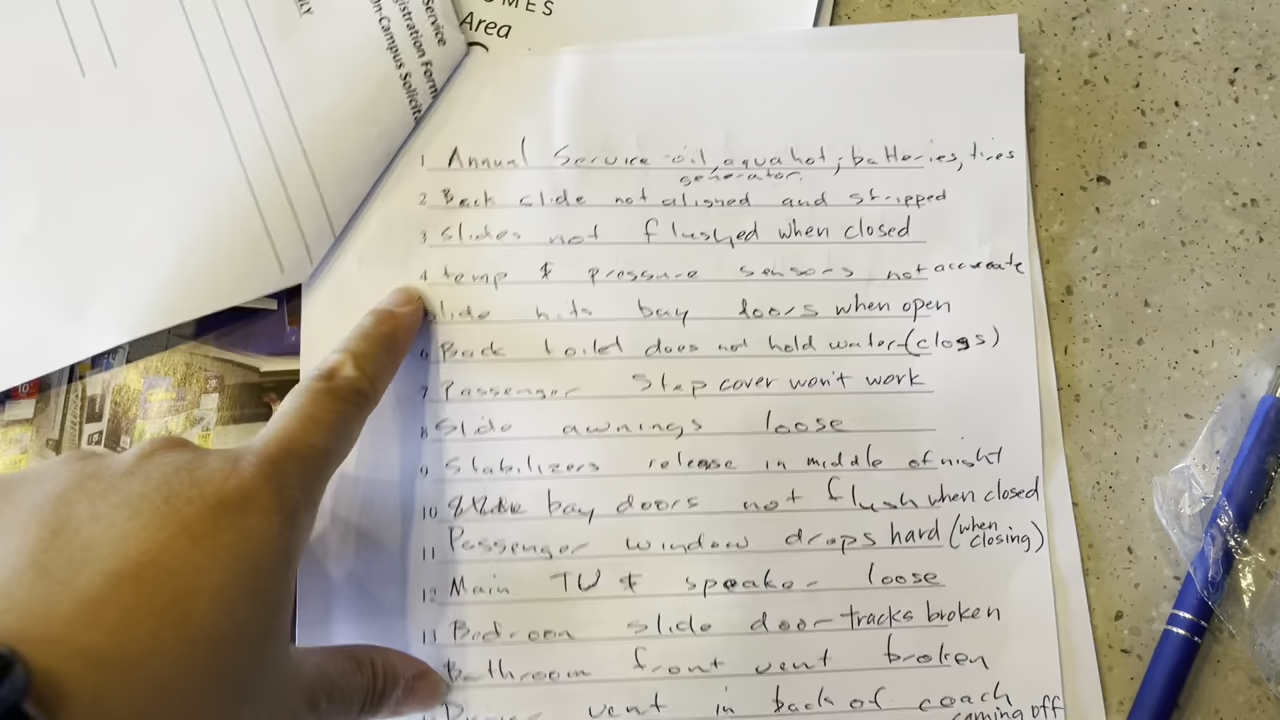 OMES
Area
Service
Registration Form
On-Campus Solicit
1 Annual Service oil, aquahot, batteries, tires
generator.
2 Back slide not aligned and stripped
3 Slides not flushed when closed
4 temp & pressure sensors not accurate
slide hits bay doors when open
6 Back toilet does not hold water (clogs)
7 Passenger Step cover won't work
8 Slide awnings loose
9 Stabilizers release in middle of night
10 bay doors not flush when closed
11 Passenger window drops hard (when closing)
12 Main TV & speaker loose
13 Bedroom slide door tracks broken
Bathroom front vent broken
vent in back of coach
coming off